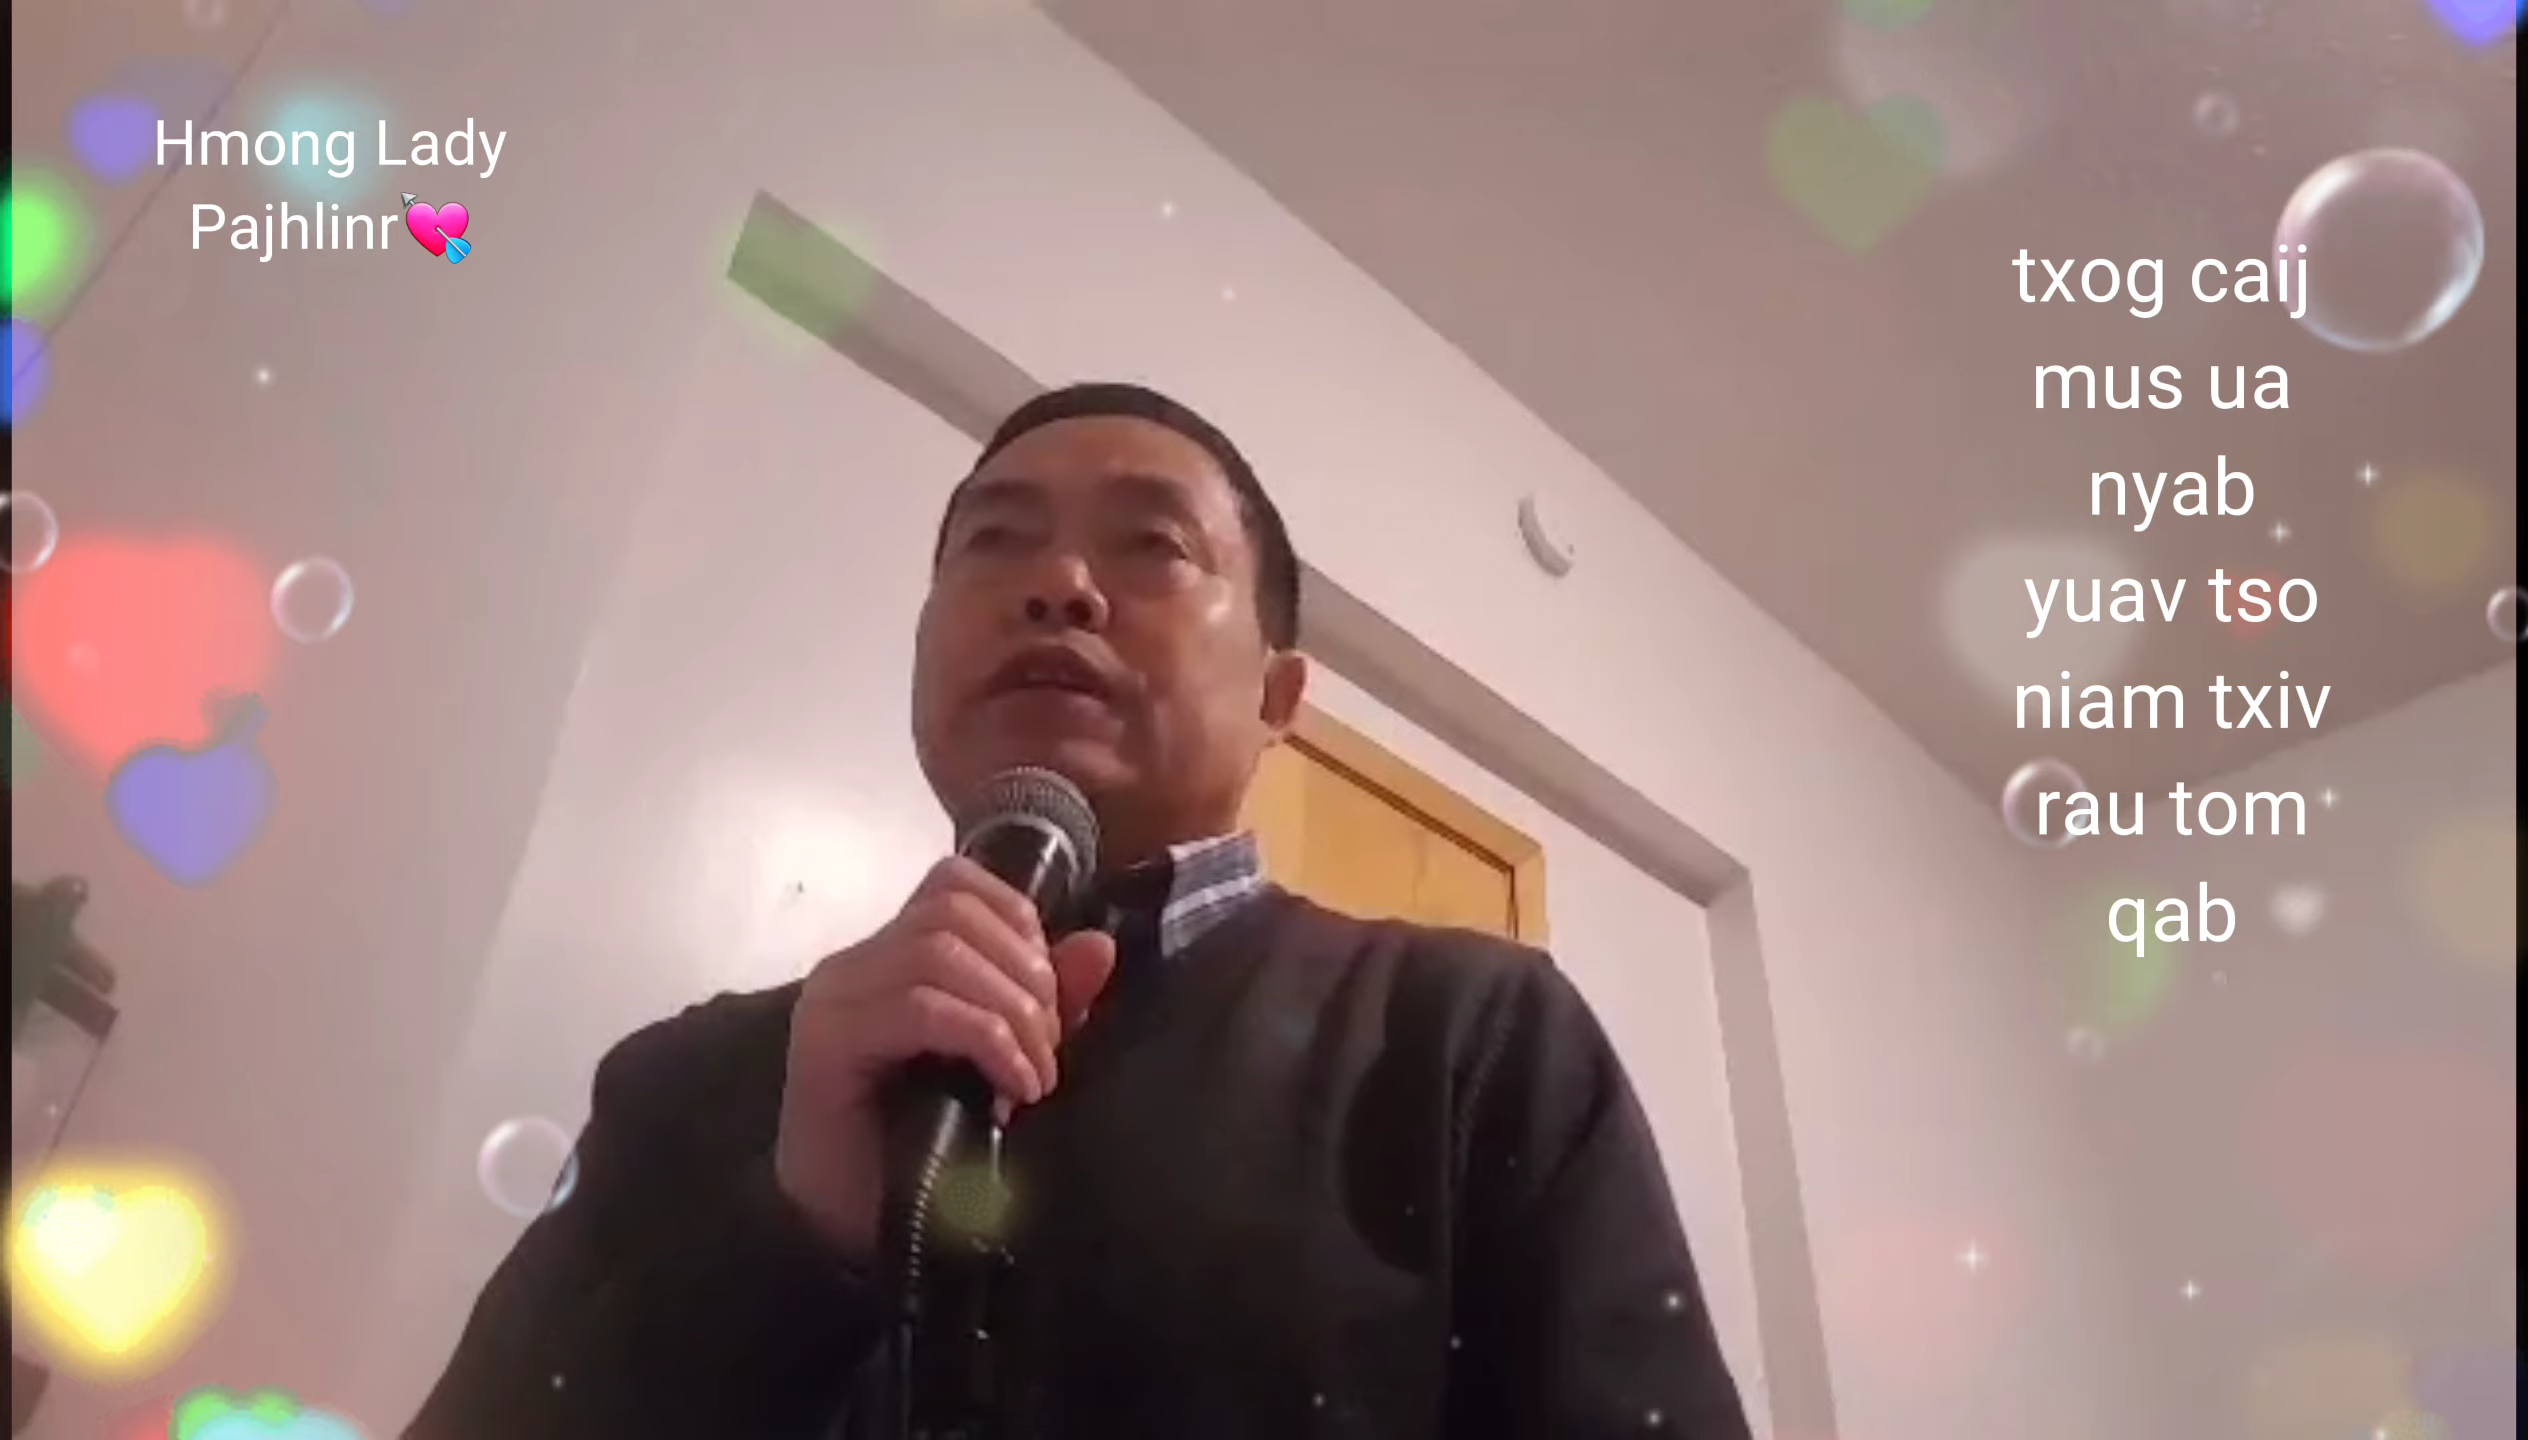 Hmong Lady
Pajhlinr💘
txog caij
mus ua
nyab
yuav tso
niam txiv
rau tom
qab